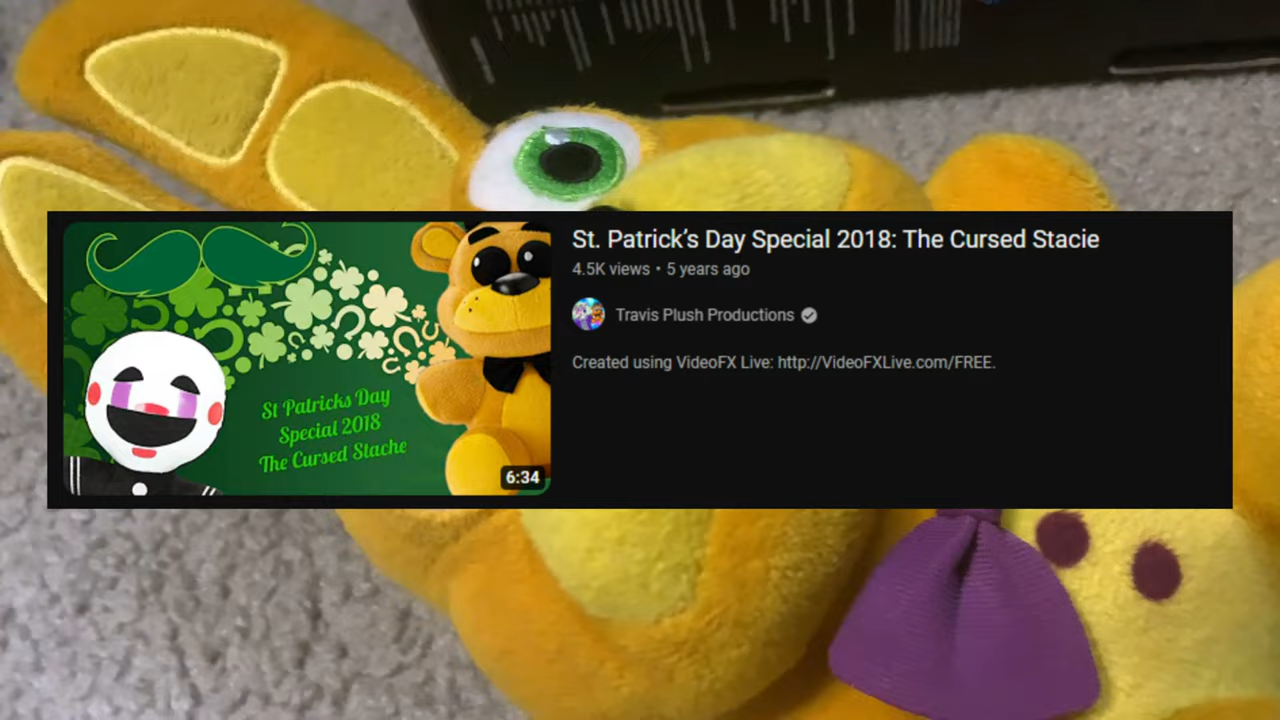 St Patricks Day
Special 2018
The Cursed Stache
6:34
St. Patrick’s Day Special 2018: The Cursed Stacie
4.5K views • 5 years ago
Travis Plush Productions
Created using VideoFX Live: http://VideoFXLive.com/FREE.